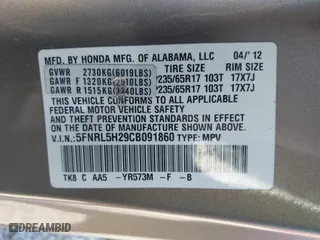 MFD. BY HONDA MFG. OF ALABAMA, LLC 04/'12
GVWR 2730KG(6019LBS) TIRE SIZE RIM SIZE
GAWR F 1320KG(2910LBS) P235/65R17 103T 17X7J
GAWR R 1515KG(3340LBS) P235/65R17 103T 17X7J
THIS VEHICLE CONFORMS TO ALL APPLICABLE FEDERAL
MOTOR VEHICLE SAFETY, BUMPER, AND THEFT PREVENTION
STANDARDS IN EFFECT ON THE DATE OF MANUFACTURE SHOWN ABOVE.
V.I.N.: 5FNRL5H29CB091860 TYPE: MPV
TK8 C AA5 -YR573M -F -B